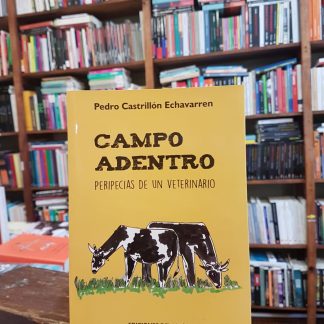 Pedro Castrillón Echavarren
CAMPO
ADENTRO
PERIPECIAS DE UN VETERINARIO